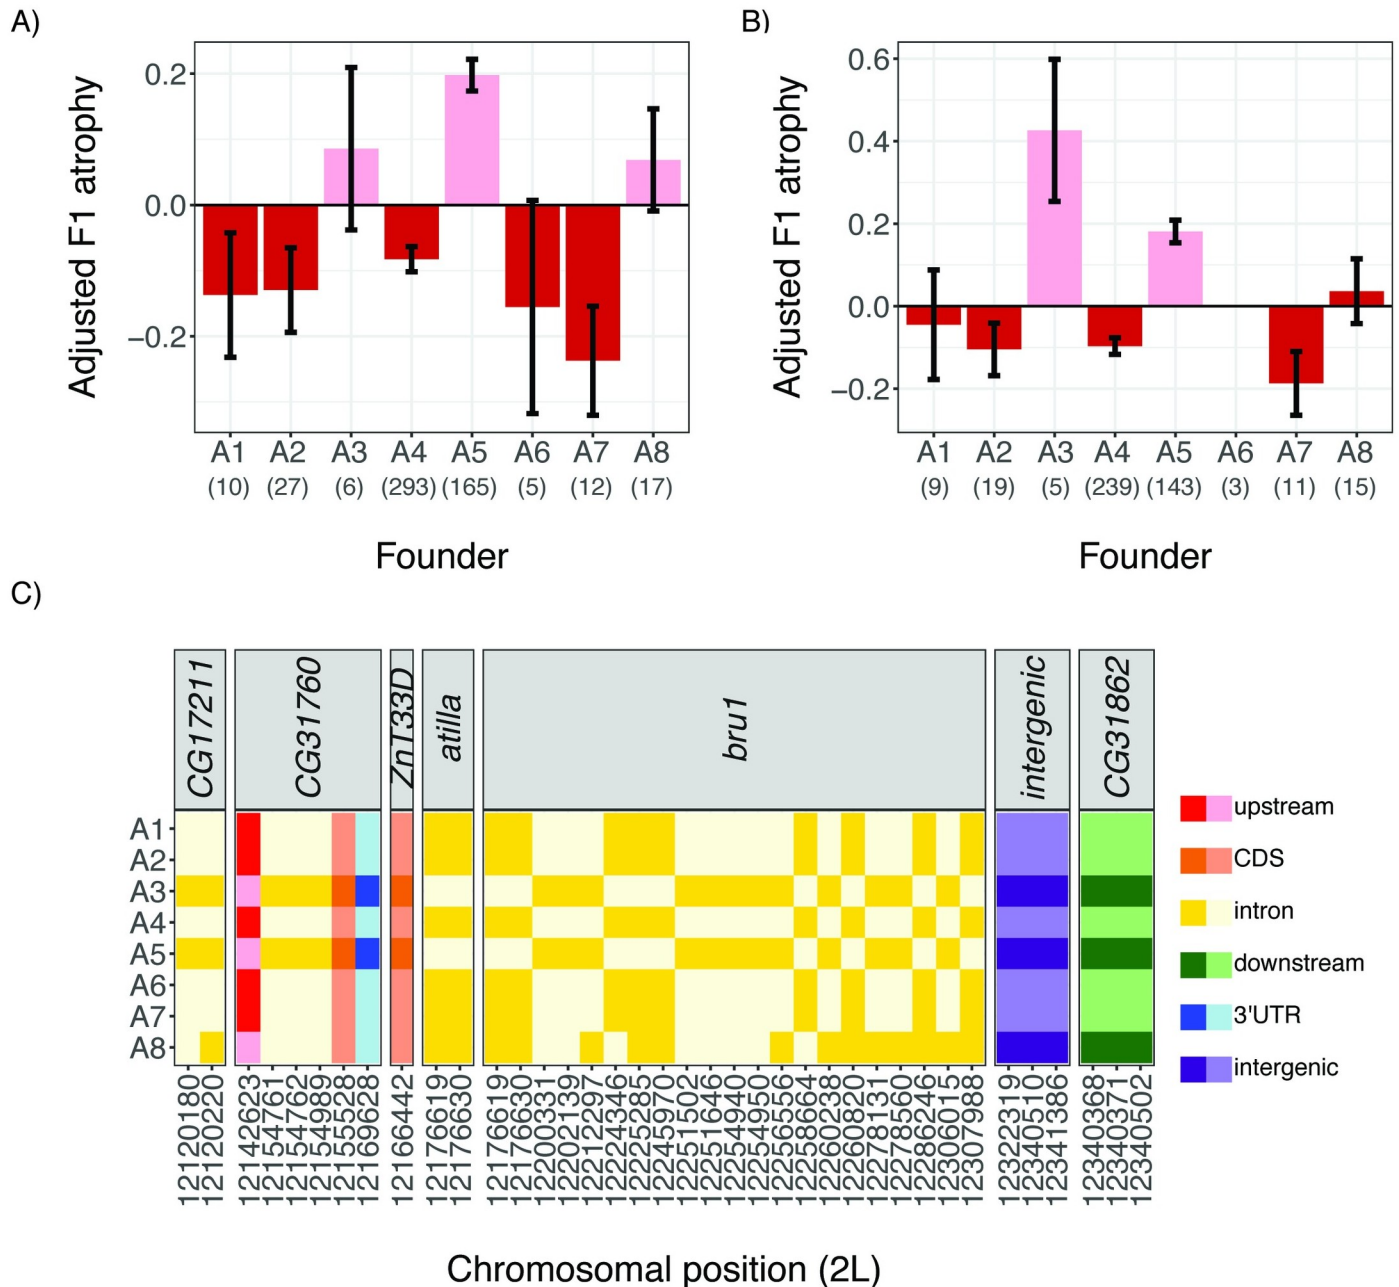 A)
Adjusted F1 atrophy
0.2
0.0
−0.2
A1 A2 A3 A4 A5 A6 A7 A8
(10) (27) (6) (293) (165) (5) (12) (17)
Founder
B)
Adjusted F1 atrophy
0.6
0.4
0.2
0.0
−0.2
A1 A2 A3 A4 A5 A6 A7 A8
(9) (19) (5) (239) (143) (3) (11) (15)
Founder
C)
CG17211 CG31760 ZnT33D atilla bru1 intergenic CG31862
A1
A2
A3
A4
A5
A6
A7
A8
upstream
CDS
intron
downstream
3'UTR
intergenic
12120180 12120220 12142623 12154761 12154762 12154989 12155528 12169628 12166442 12176619 12176630 12176619 12176630 12200331 12202139 12212297 12224346 12225285 12245970 12251502 12251646 12254940 12254950 12256556 12258664 12260238 12260820 12278131 12278560 12286246 12306015 12307988 12322319 12340510 12341386 12340368 12340371 12340502
Chromosomal position (2L)